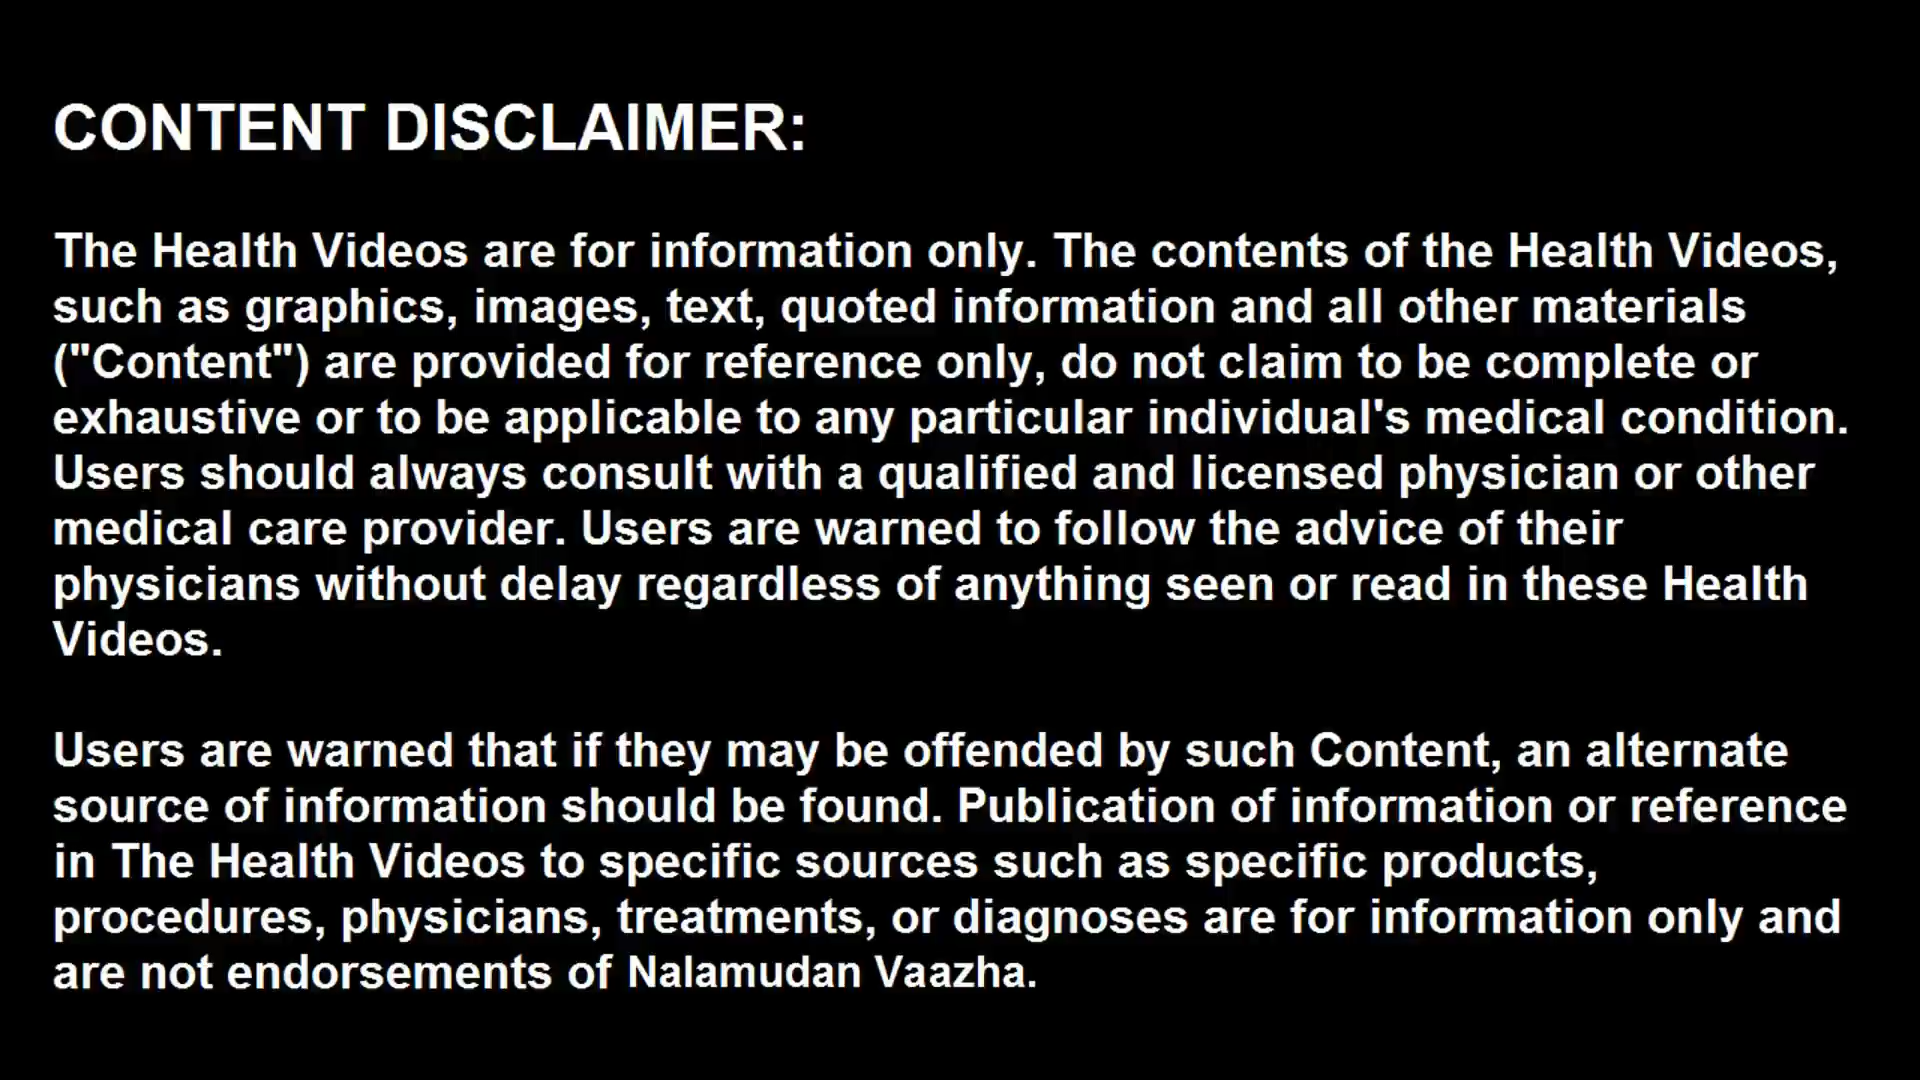 CONTENT DISCLAIMER:
The Health Videos are for information only. The contents of the Health Videos,
such as graphics, images, text, quoted information and all other materials
("Content") are provided for reference only, do not claim to be complete or
exhaustive or to be applicable to any particular individual's medical condition.
Users should always consult with a qualified and licensed physician or other
medical care provider. Users are warned to follow the advice of their
physicians without delay regardless of anything seen or read in these Health
Videos.
Users are warned that if they may be offended by such Content, an alternate
source of information should be found. Publication of information or reference
in The Health Videos to specific sources such as specific products,
procedures, physicians, treatments, or diagnoses are for information only and
are not endorsements of Nalamudan Vaazha.